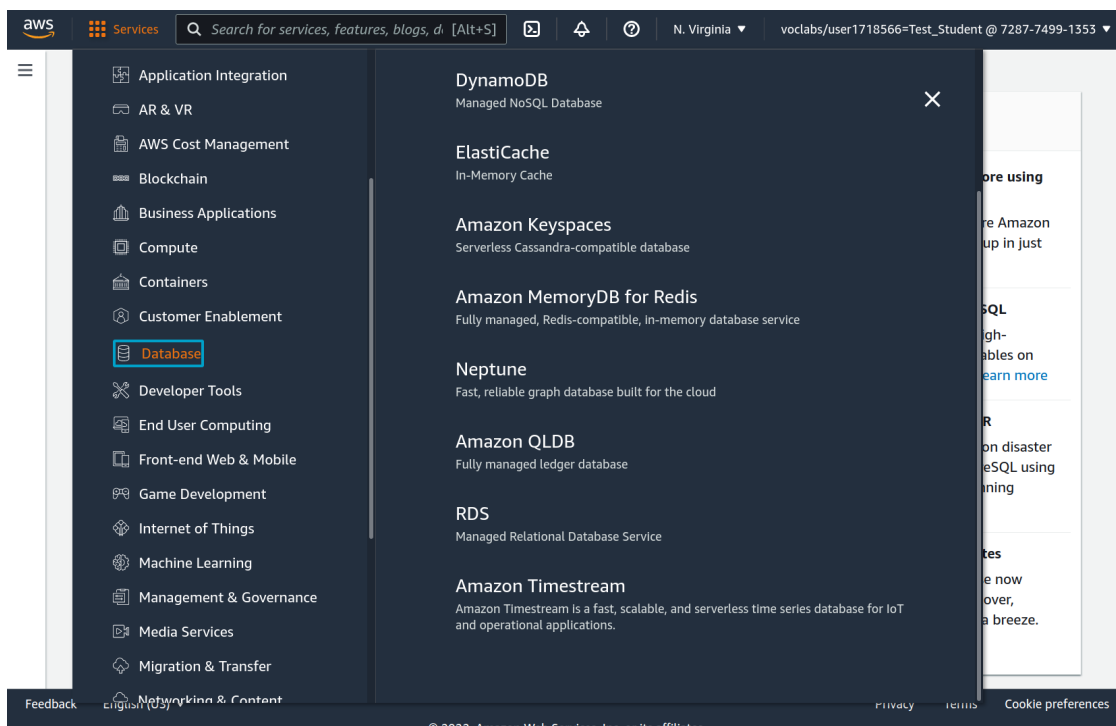 aws
Services
Search for services, features, blogs, d [Alt+S]
N. Virginia ▼
voclabs/user1718566=Test_Student @ 7287-7499-1353 ▼
Application Integration
AR & VR
AWS Cost Management
Blockchain
Business Applications
Compute
Containers
Customer Enablement
Database
Developer Tools
End User Computing
Front-end Web & Mobile
Game Development
Internet of Things
Machine Learning
Management & Governance
Media Services
Migration & Transfer
Networking & Content
DynamoDB
Managed NoSQL Database
ElastiCache
In-Memory Cache
Amazon Keyspaces
Serverless Cassandra-compatible database
Amazon MemoryDB for Redis
Fully managed, Redis-compatible, in-memory database service
Neptune
Fast, reliable graph database built for the cloud
Amazon QLDB
Fully managed ledger database
RDS
Managed Relational Database Service
Amazon Timestream
Amazon Timestream is a fast, scalable, and serverless time series database for IoT
and operational applications.
ore using
re Amazon
up in just
SQL
igh-
ables on
earn more
R
on disaster
eSQL using
nning
tes
e now
over,
a breeze.
Feedback
English (US)
Privacy
Terms
Cookie preferences